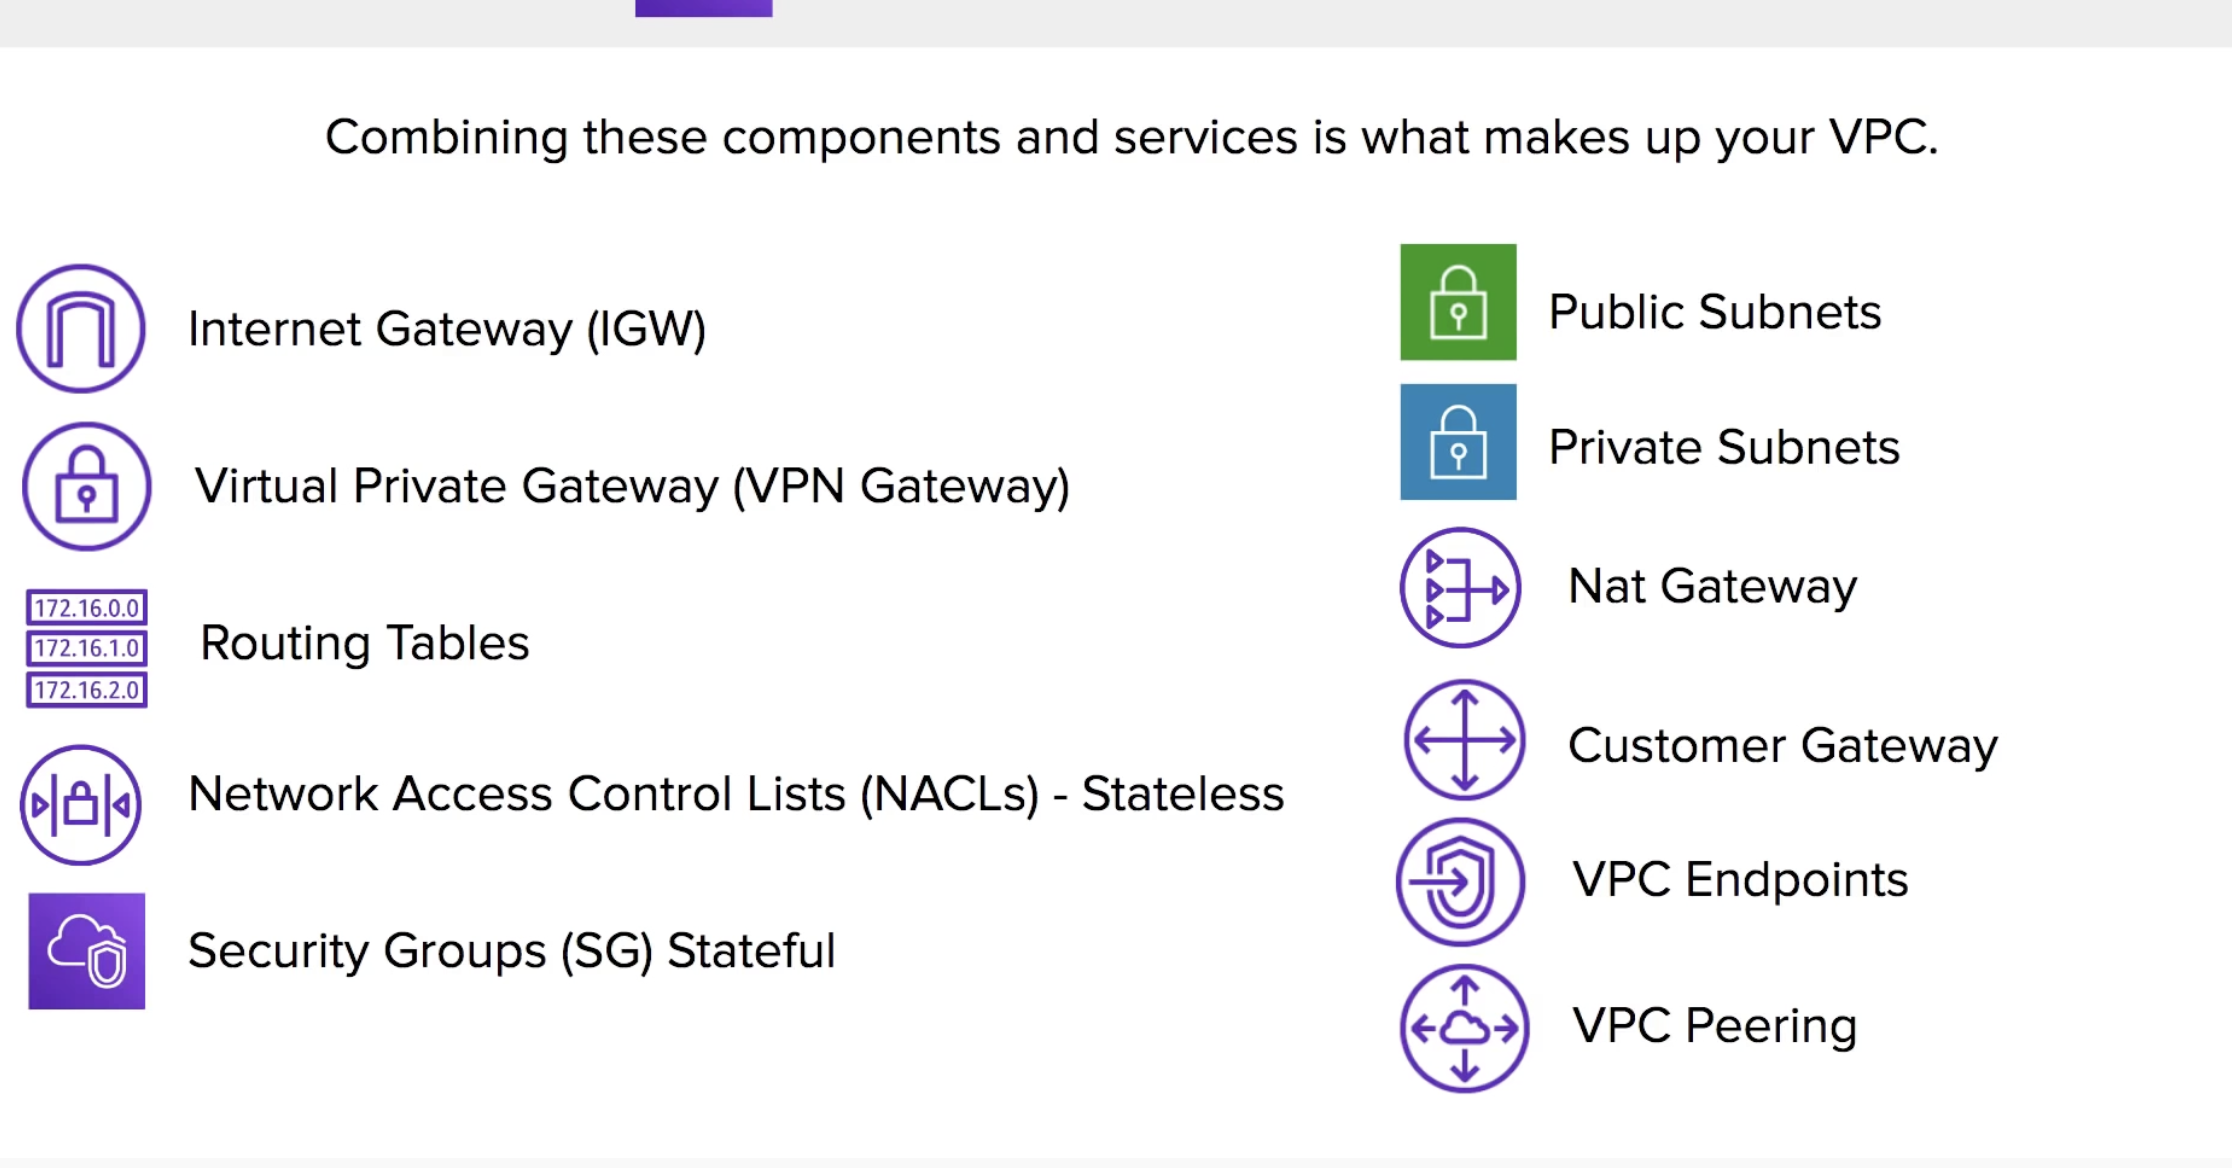 Combining these components and services is what makes up your VPC.
Internet Gateway (IGW)
Virtual Private Gateway (VPN Gateway)
172.16.0.0
172.16.1.0
172.16.2.0
Routing Tables
Network Access Control Lists (NACLs) - Stateless
Security Groups (SG) Stateful
Public Subnets
Private Subnets
Nat Gateway
Customer Gateway
VPC Endpoints
VPC Peering